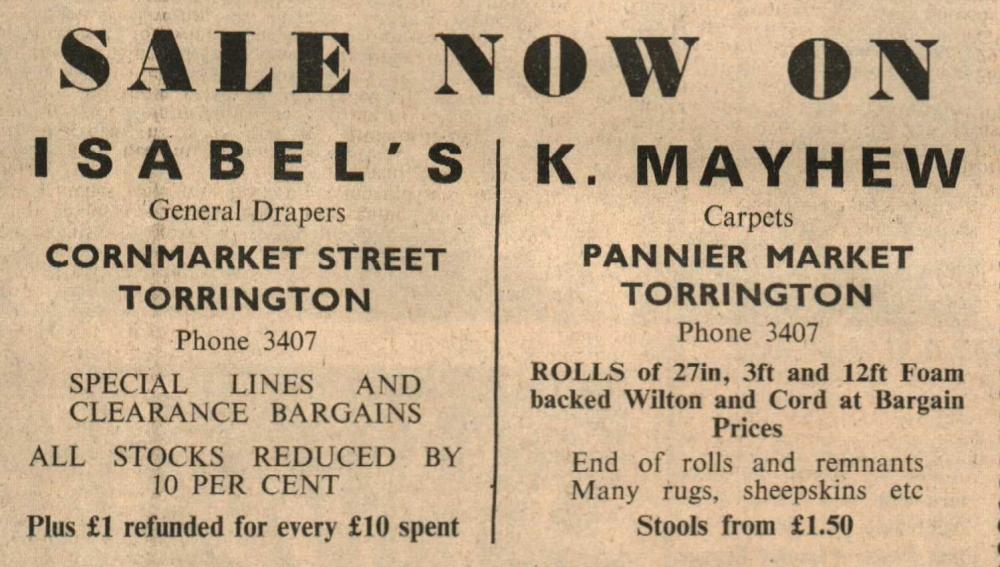 SALE NOW ON
ISABEL'S
General Drapers
CORNMARKET STREET
TORRINGTON
Phone 3407
SPECIAL LINES AND
CLEARANCE BARGAINS
ALL STOCKS REDUCED BY
10 PER CENT
Plus £1 refunded for every £10 spent
K. MAYHEW
Carpets
PANNIER MARKET
TORRINGTON
Phone 3407
ROLLS of 27in, 3ft and 12ft Foam
backed Wilton and Cord at Bargain
Prices
End of rolls and remnants
Many rugs, sheepskins etc
Stools from £1.50